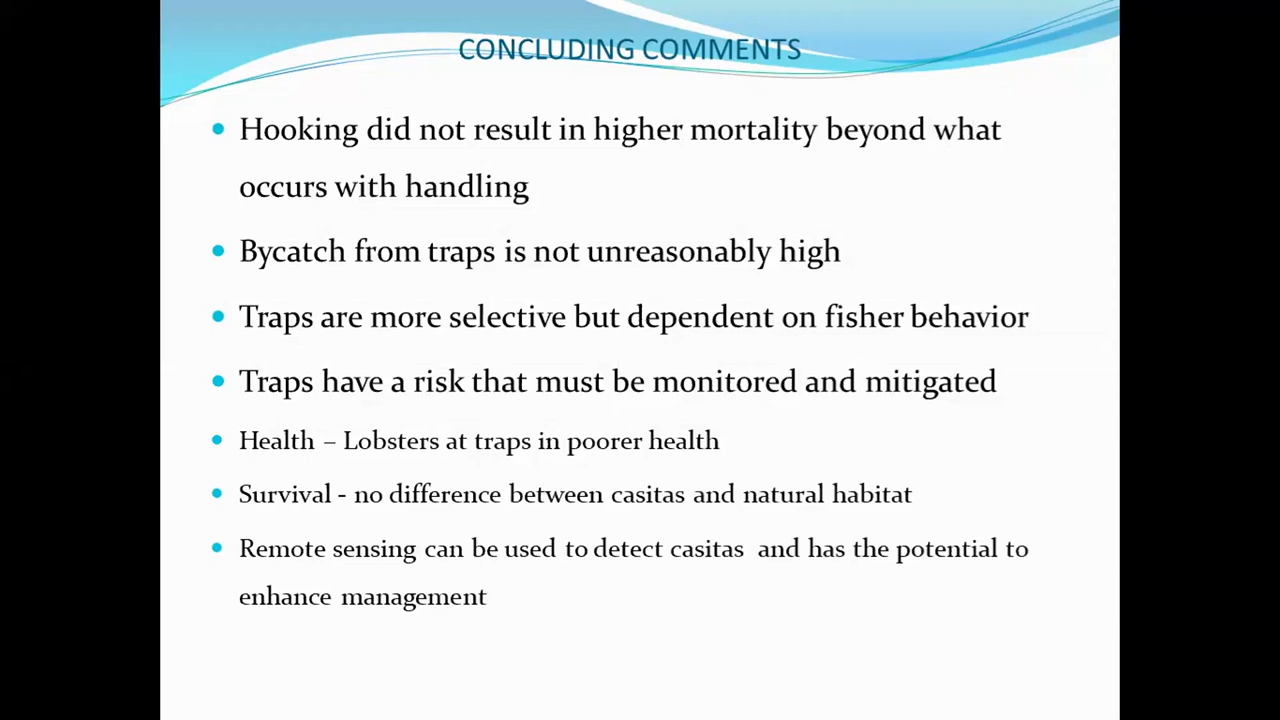 CONCLUDING COMMENTS
• Hooking did not result in higher mortality beyond what
occurs with handling
• Bycatch from traps is not unreasonably high
• Traps are more selective but dependent on fisher behavior
• Traps have a risk that must be monitored and mitigated
• Health – Lobsters at traps in poorer health
• Survival - no difference between casitas and natural habitat
• Remote sensing can be used to detect casitas and has the potential to
enhance management